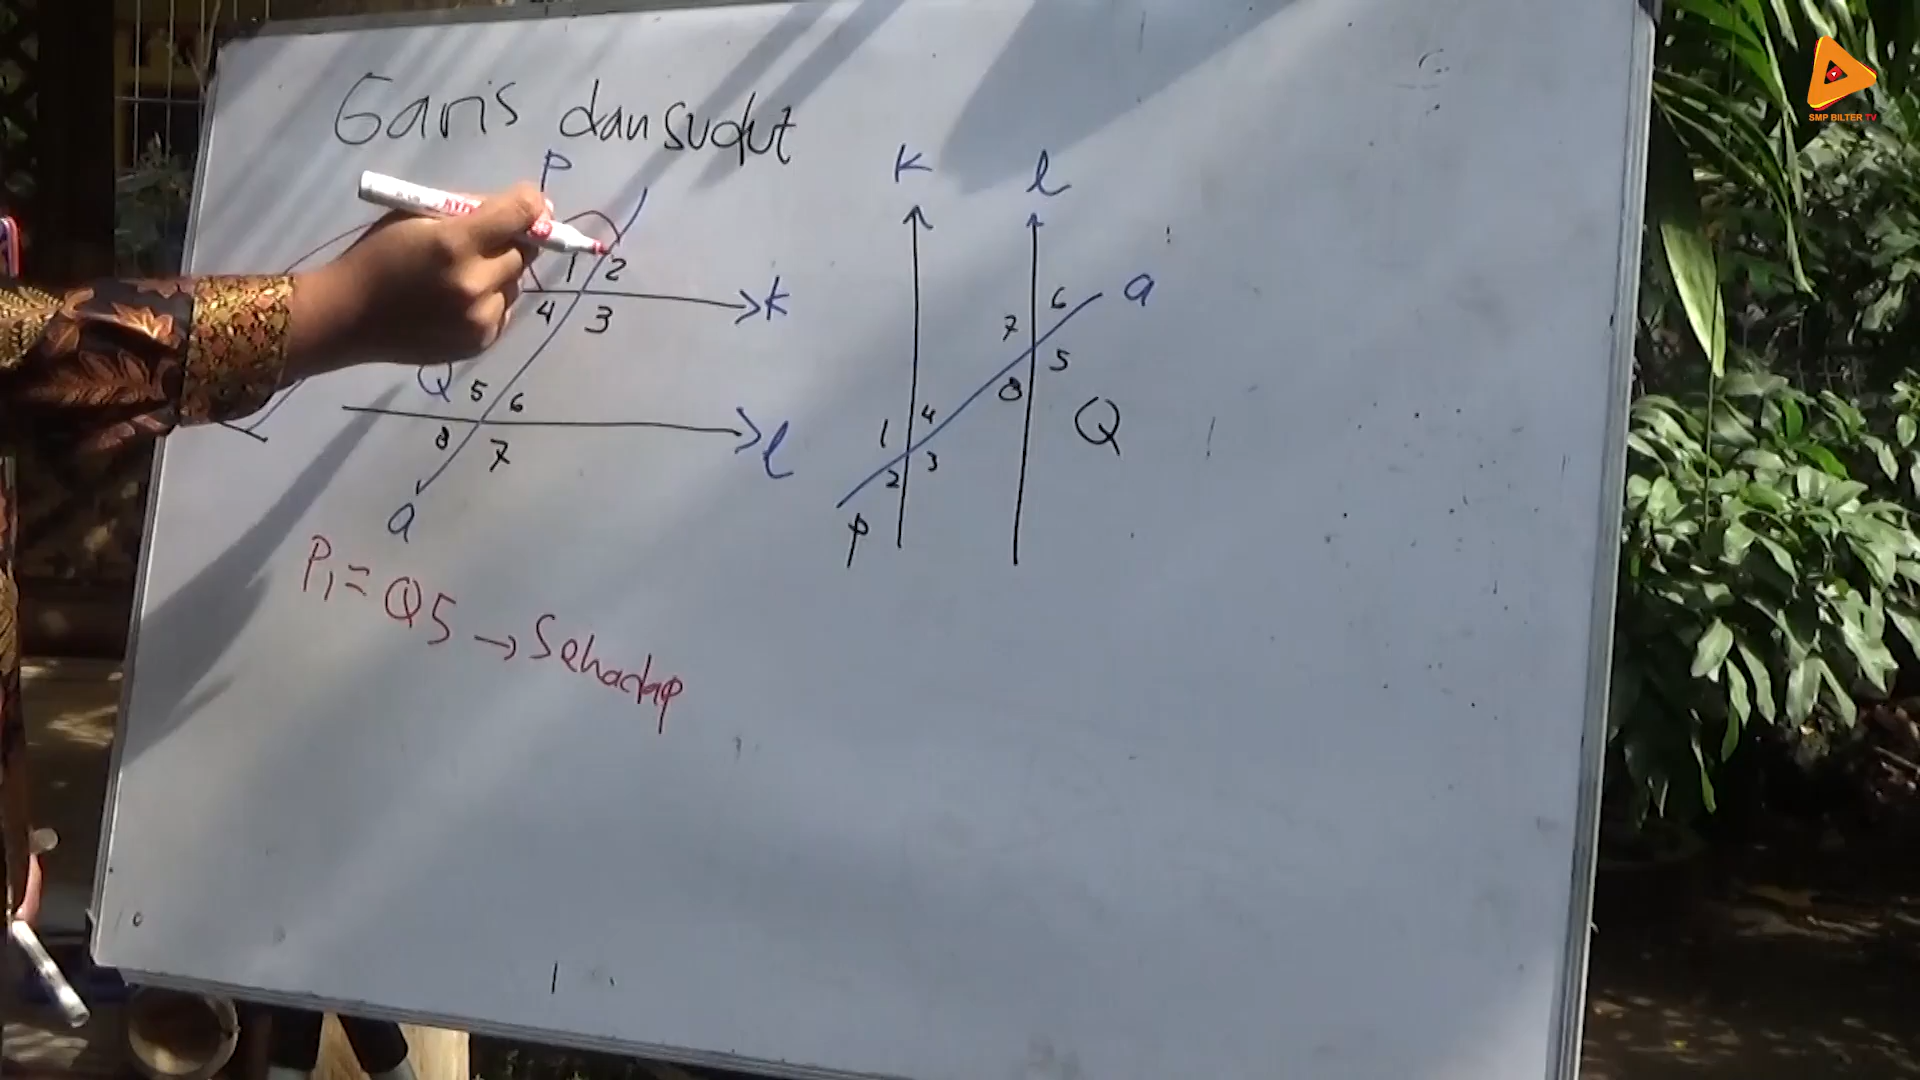 Garis dan sudut
P
1 2
4 3
k
Q 5 6
8 7
l
a
P1 = Q5 → Sehadap
K l
6 a
7
5
8
4
1
Q
3
2
P
SMP BILTER TV